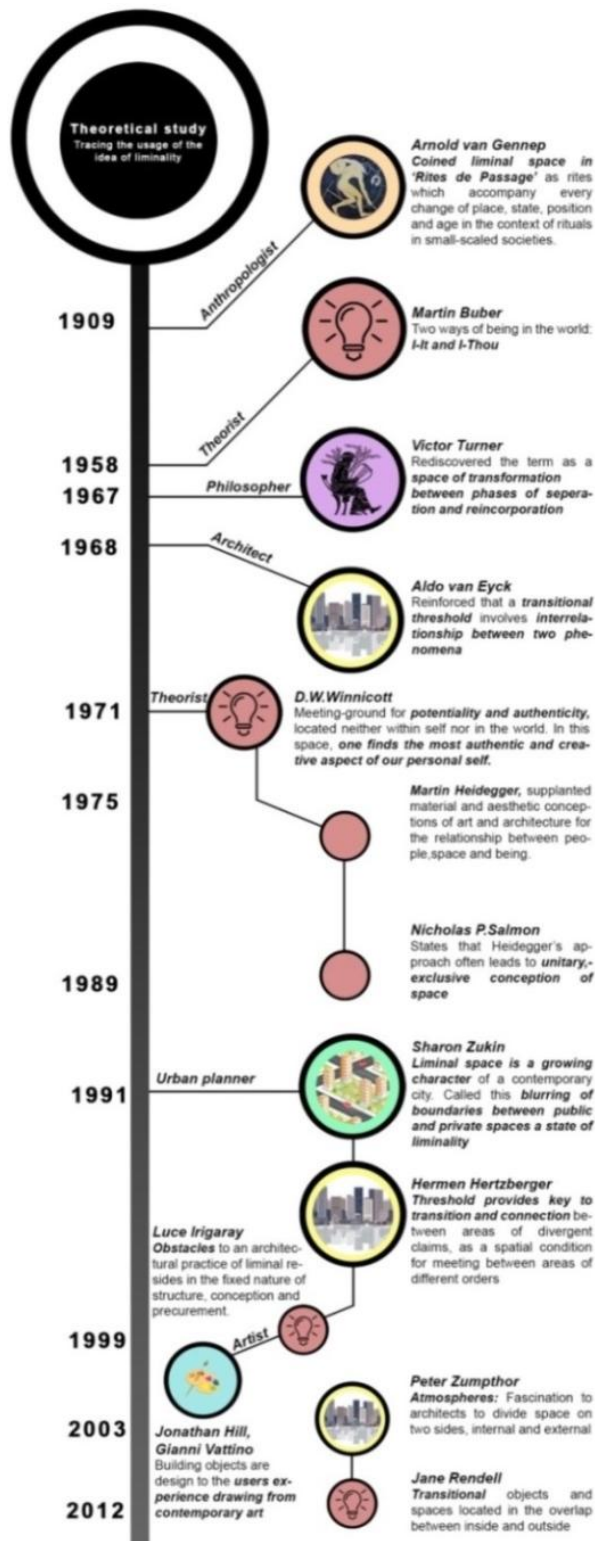 Theoretical study
Tracing the usage of the
idea of liminality
Arnold van Gennep
Coined liminal space in
'Rites de Passage' as rites
which accompany every
change of place, state, position
and age in the context of rituals
in small-scaled societies.
Anthropologist
1909
Martin Buber
Two ways of being in the world:
I-It and I-Thou
Theorist
1958
Victor Turner
Rediscovered the term as a
space of transformation
between phases of sepera-
tion and reincorporation
Philosopher
1967
1968
Architect
Aldo van Eyck
Reinforced that a transitional
threshold involves interrela-
tionship between two phe-
nomena
1971
Theorist
D.W.Winnicott
Meeting-ground for potentiality and authenticity,
located neither within self nor in the world. In this
space, one finds the most authentic and crea-
tive aspect of our personal self.
1975
Martin Heidegger, supplanted
material and aesthetic concep-
tions of art and architecture for
the relationship between peo-
ple,space and being.
Nicholas P.Salmon
States that Heidegger's ap-
proach often leads to unitary,-
exclusive conception of
space
1989
Sharon Zukin
Liminal space is a growing
character of a contemporary
city. Called this blurring of
boundaries between public
and private spaces a state of
liminality
Urban planner
1991
Hermen Hertzberger
Threshold provides key to
transition and connection be-
tween areas of divergent
claims, as a spatial condition
for meeting between areas of
different orders
Luce Irigaray
Obstacles to an architec-
tural practice of liminal re-
sides in the fixed nature of
structure, conception and
precurement.
1999
Artist
Jonathan Hill,
Gianni Vattino
Building objects are
design to the users ex-
perience drawing from
contemporary art
Peter Zumpthor
Atmospheres: Fascination to
architects to divide space on
two sides, internal and external
2003
Jane Rendell
Transitional objects and
spaces located in the overlap
between inside and outside
2012